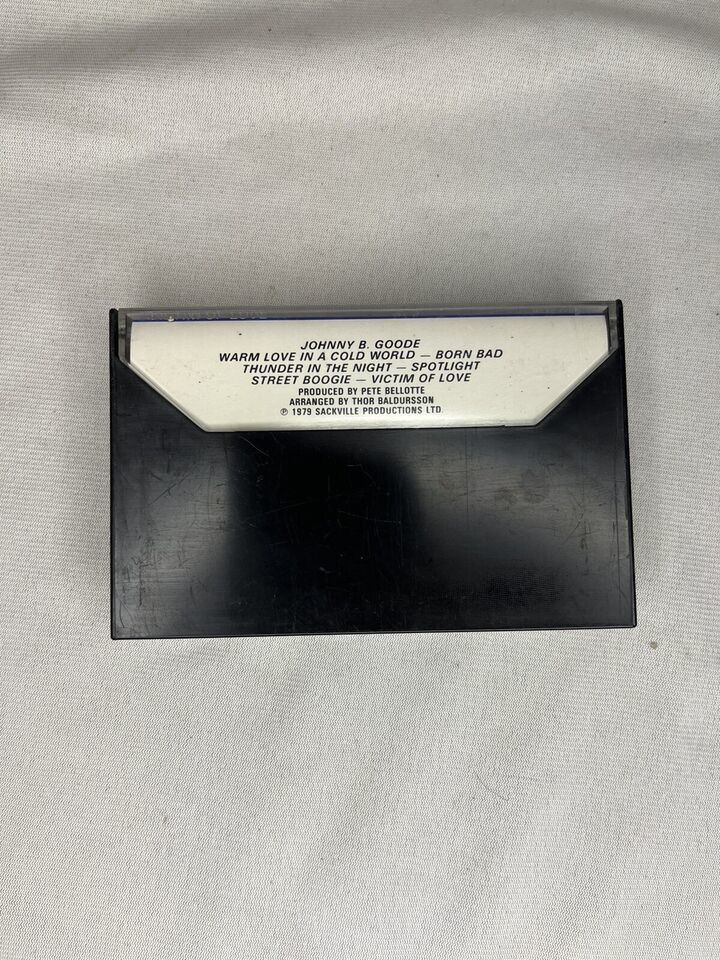 JOHNNY B. GOODE
WARM LOVE IN A COLD WORLD — BORN BAD
THUNDER IN THE NIGHT — SPOTLIGHT
STREET BOOGIE — VICTIM OF LOVE
PRODUCED BY PETE BELLOTTE
ARRANGED BY THOR BALDURSSON
℗ 1979 SACKVILLE PRODUCTIONS LTD.